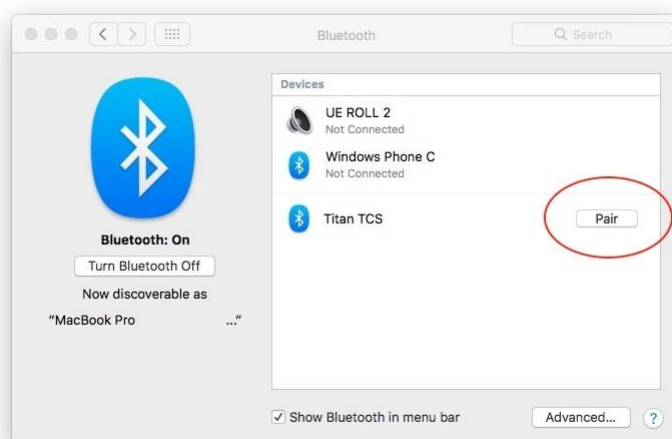 Bluetooth
Search
Devices
UE ROLL 2
Not Connected
Windows Phone C
Not Connected
Titan TCS
Pair
Bluetooth: On
Turn Bluetooth Off
Now discoverable as
“MacBook Pro ...”
Show Bluetooth in menu bar
Advanced...
?